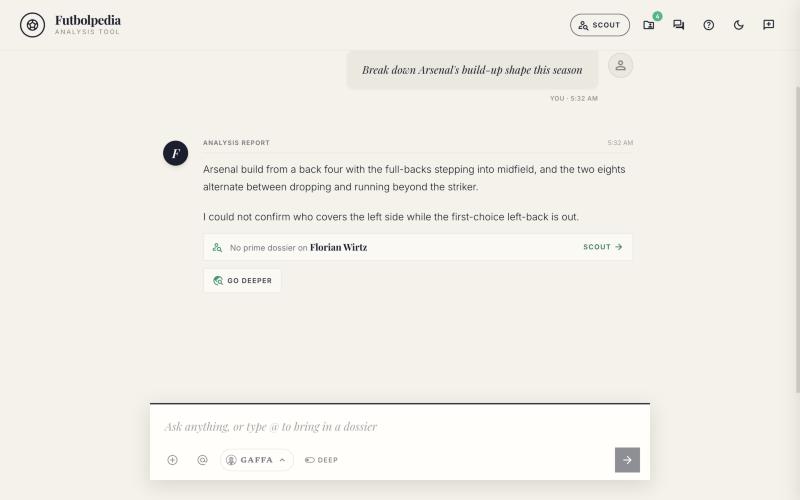 Futbolpedia
ANALYSIS TOOL
SCOUT
4
Break down Arsenal's build-up shape this season
YOU · 5:32 AM
F
ANALYSIS REPORT
5:32 AM
Arsenal build from a back four with the full-backs stepping into midfield, and the two eights
alternate between dropping and running beyond the striker.
I could not confirm who covers the left side while the first-choice left-back is out.
No prime dossier on Florian Wirtz
SCOUT →
GO DEEPER
Ask anything, or type @ to bring in a dossier
GAFFA
DEEP